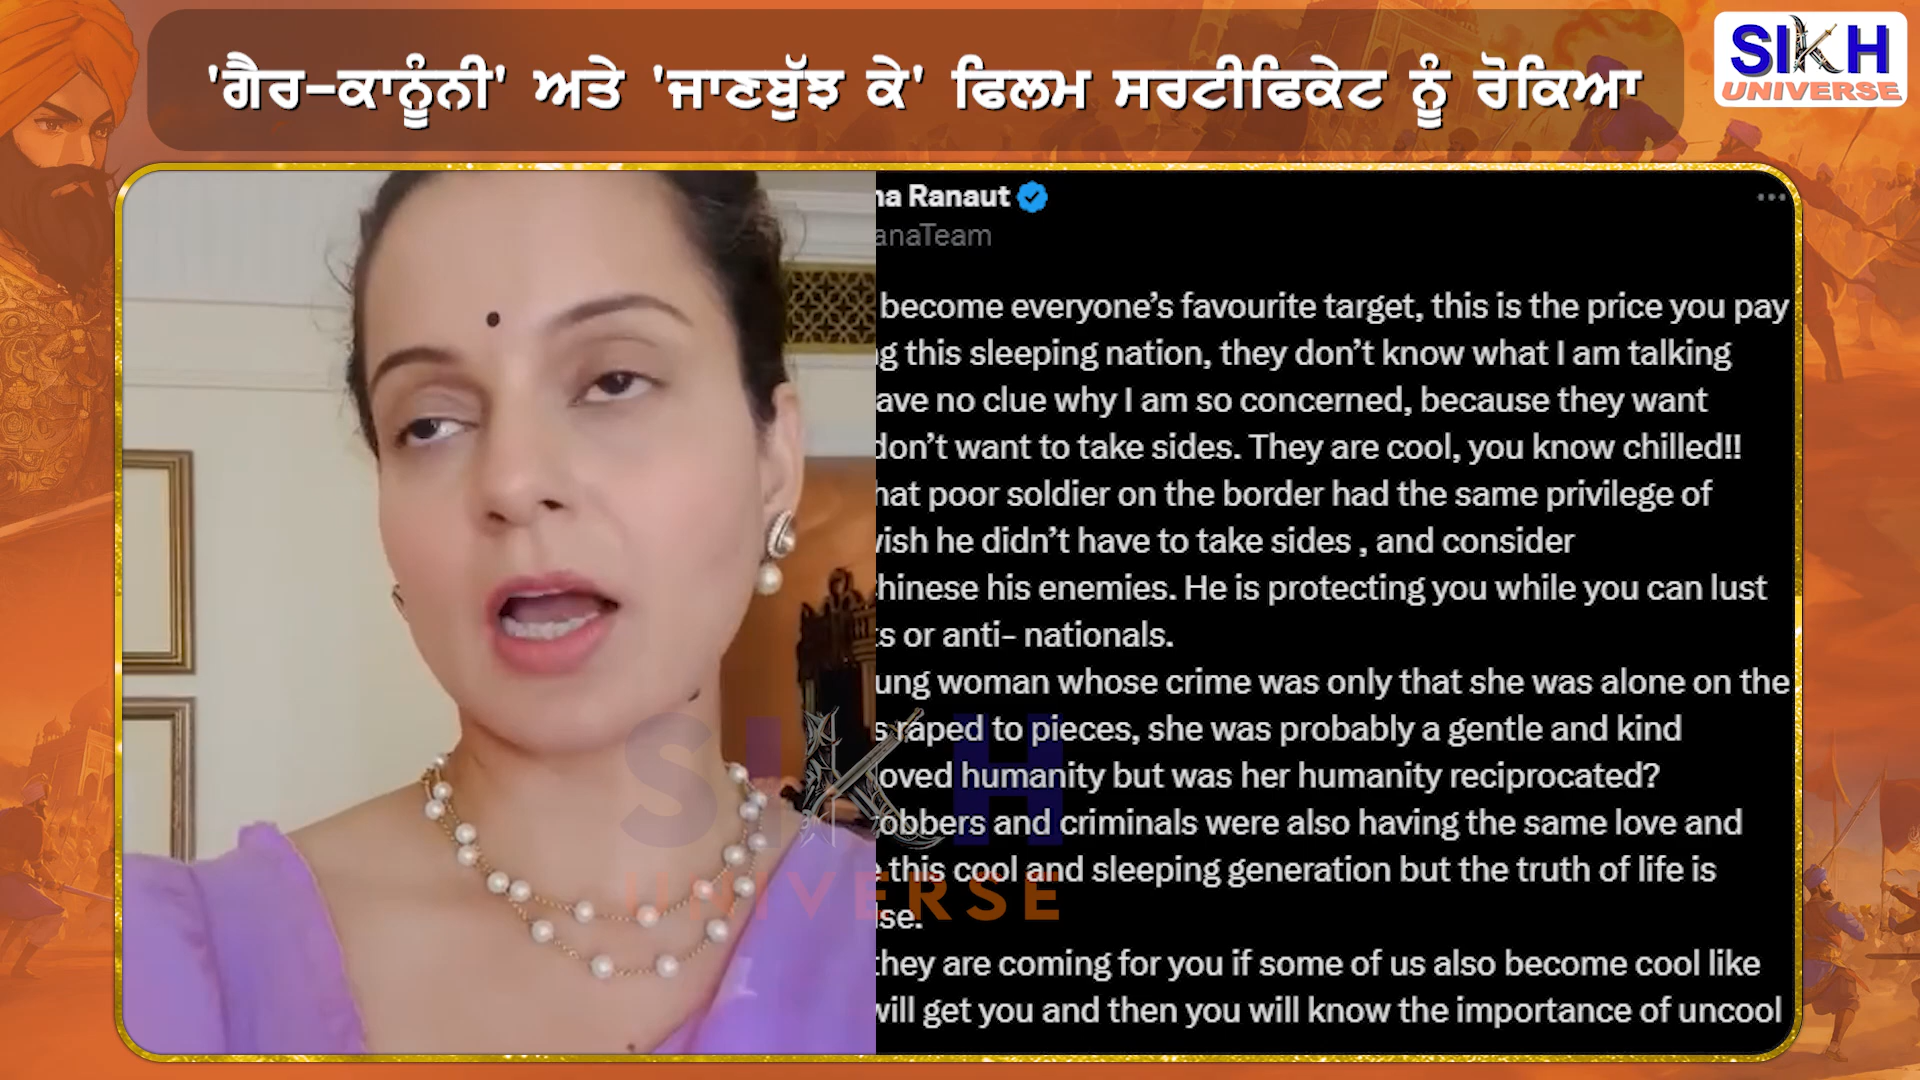 'ਗੈਰ-ਕਾਨੂੰਨੀ' ਅਤੇ 'ਜਾਣਬੁੱਝ ਕੇ' ਫਿਲਮ ਸਰਟੀਫਿਕੇਟ ਨੂੰ ਰੋਕਿਆ
SIKH
UNIVERSE
na Ranaut
anaTeam
become everyone's favourite target, this is the price you pay
g this sleeping nation, they don't know what I am talking
ave no clue why I am so concerned, because they want
don't want to take sides. They are cool, you know chilled!!
hat poor soldier on the border had the same privilege of
vish he didn't have to take sides , and consider
hinese his enemies. He is protecting you while you can lust
ts or anti- nationals.
ung woman whose crime was only that she was alone on the
s raped to pieces, she was probably a gentle and kind
oved humanity but was her humanity reciprocated?
obbers and criminals were also having the same love and
e this cool and sleeping generation but the truth of life is
lse.
they are coming for you if some of us also become cool like
will get you and then you will know the importance of uncool
SIKH
UNIVERSE